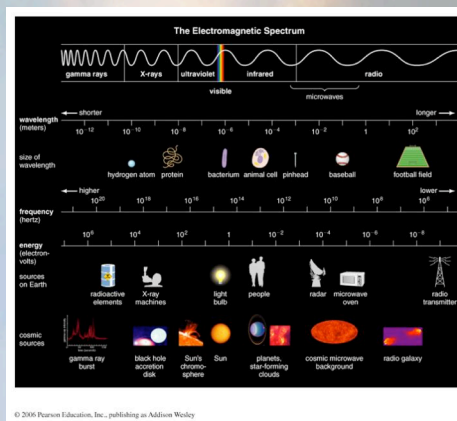 The Electromagnetic Spectrum
gamma rays X-rays ultraviolet infrared radio
visible
microwaves
shorter longer
wavelength
(meters)
10⁻¹² 10⁻¹⁰ 10⁻⁸ 10⁻⁶ 10⁻⁴ 10⁻² 1 10²
size of
wavelength
hydrogen atom protein bacterium animal cell pinhead baseball football field
higher lower
frequency
(hertz)
10²⁰ 10¹⁸ 10¹⁶ 10¹⁴ 10¹² 10¹⁰ 10⁸ 10⁶
energy
(electron-
volts)
10⁶ 10⁴ 10² 1 10⁻² 10⁻⁴ 10⁻⁶ 10⁻⁸
sources
on Earth
radioactive
elements
X-ray
machines
light
bulb
people
radar
microwave
oven
radio
transmitter
cosmic
sources
gamma ray
burst
black hole
accretion
disk
Sun's
chromo-
sphere
Sun
planets,
star-forming
clouds
cosmic microwave
background
radio galaxy
© 2006 Pearson Education, Inc., publishing as Addison Wesley